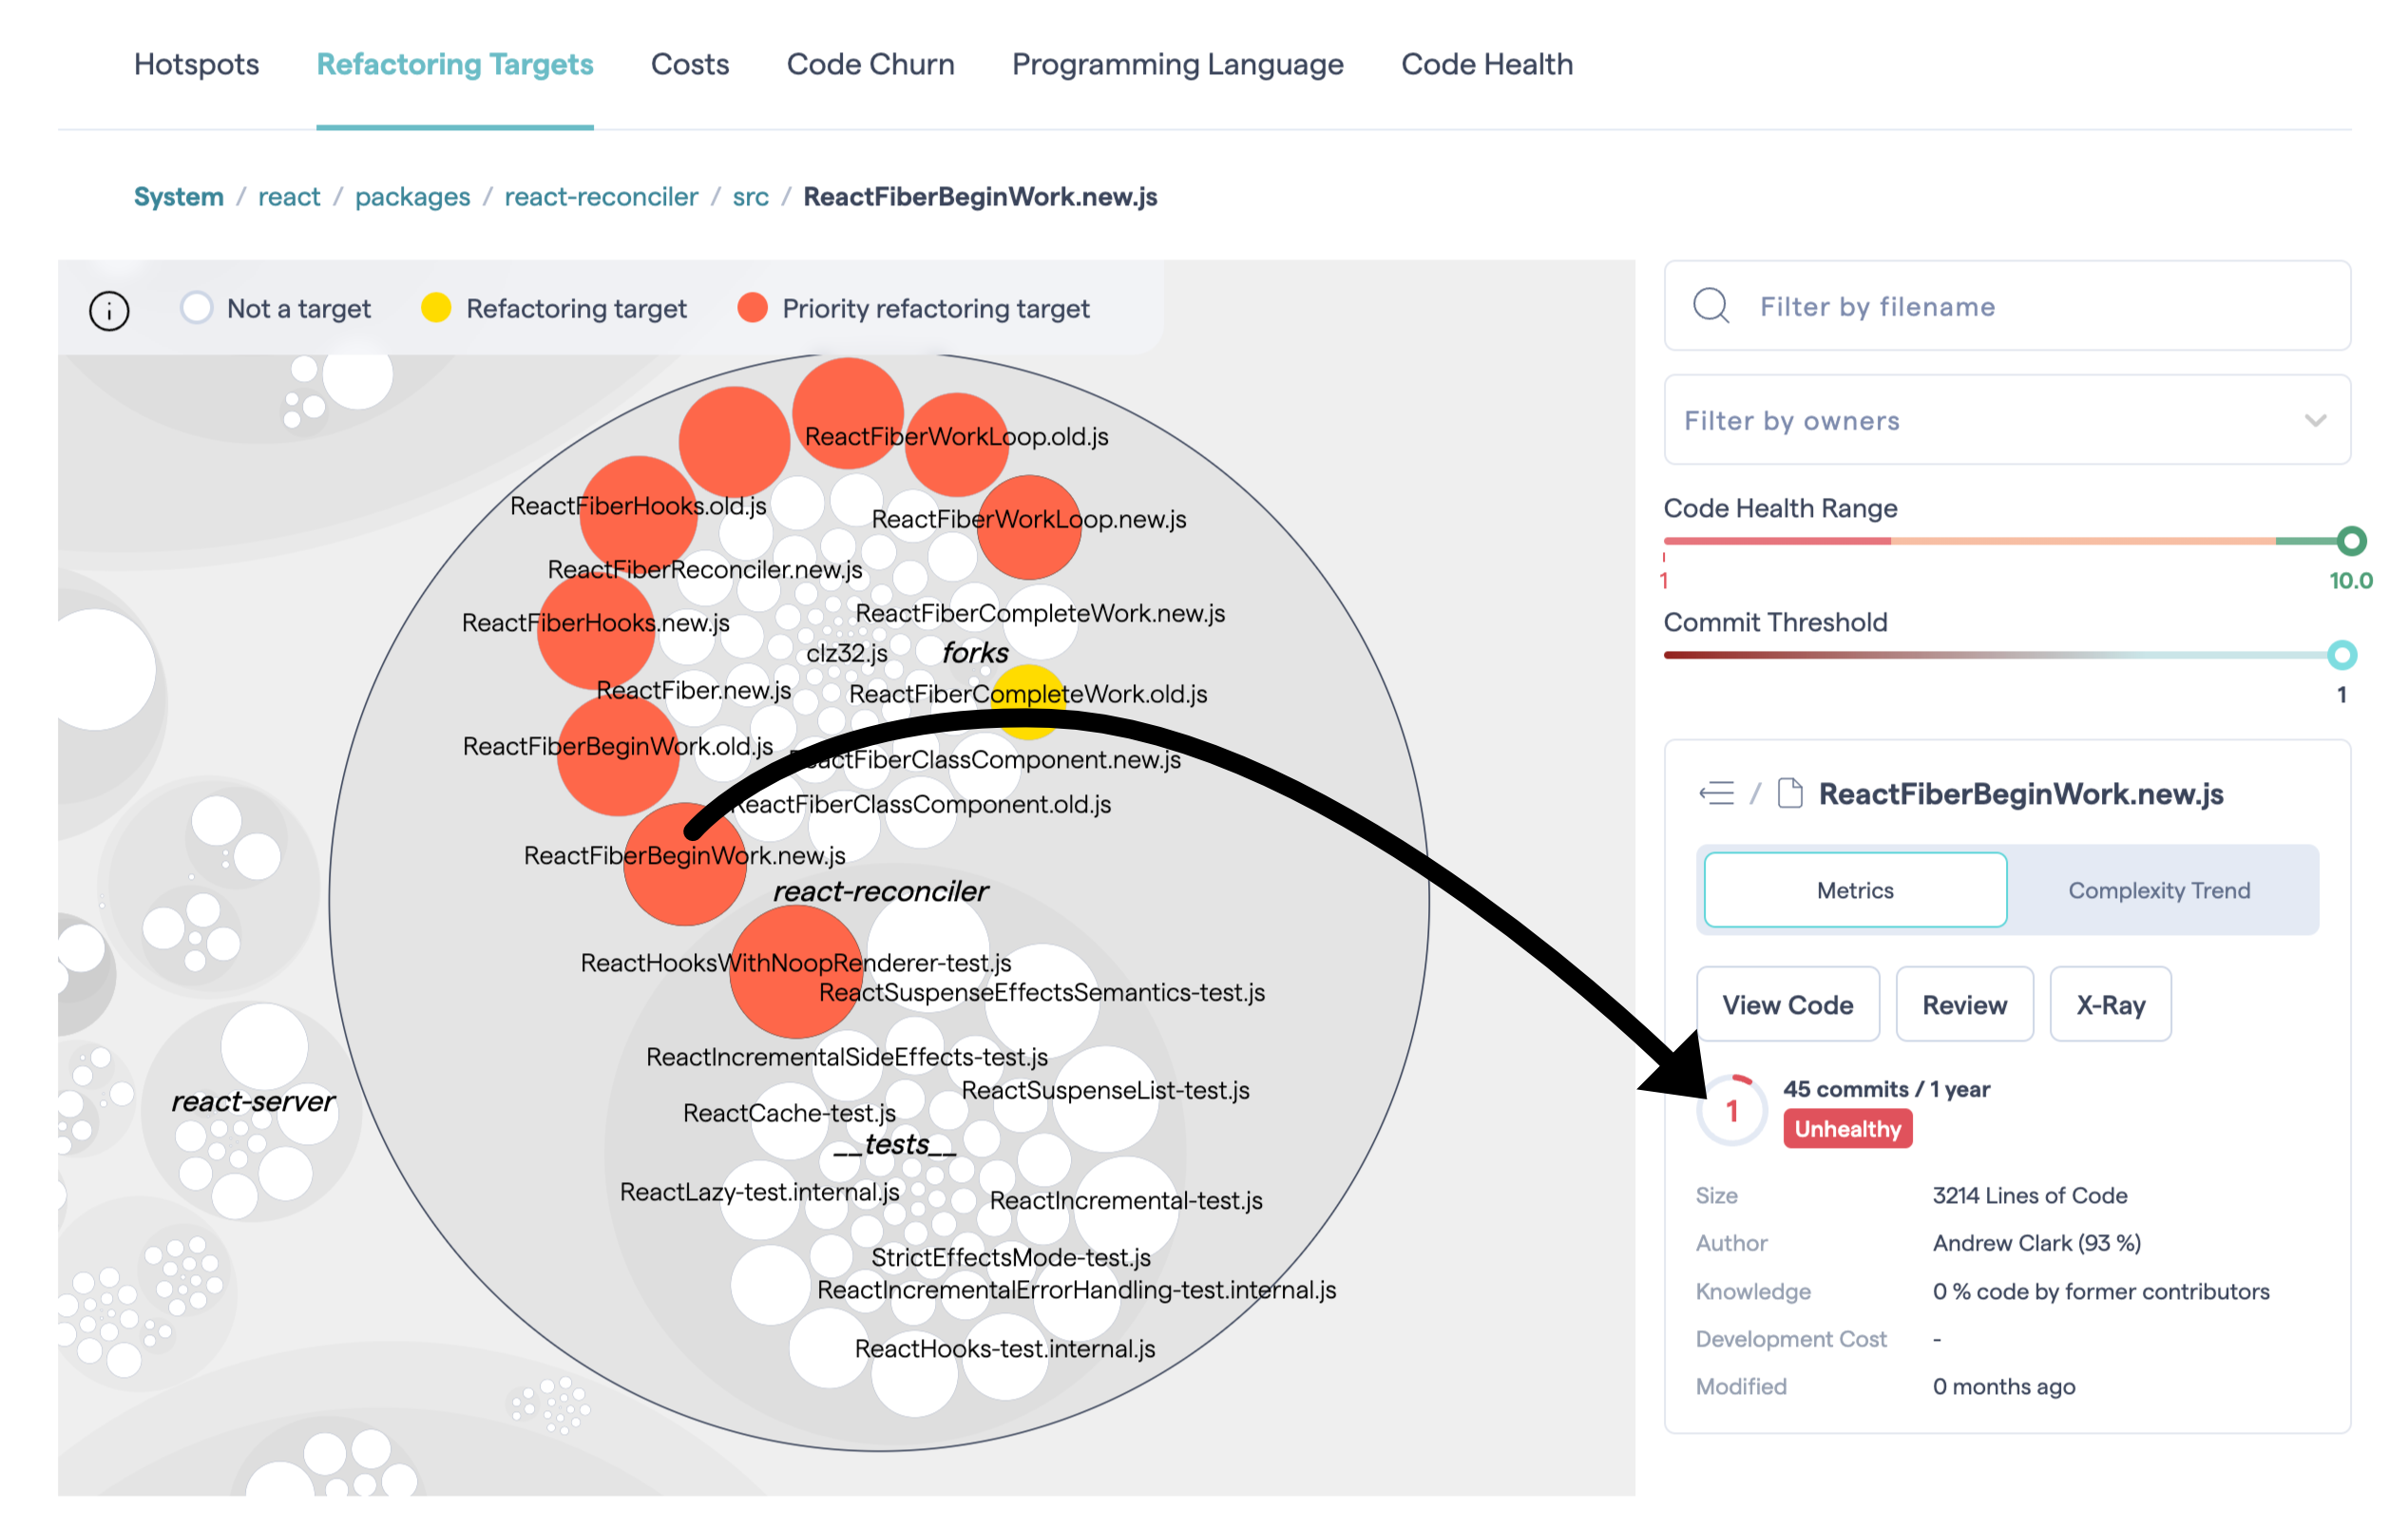 Hotspots Refactoring Targets Costs Code Churn Programming Language Code Health
System / react / packages / react-reconciler / src / ReactFiberBeginWork.new.js
i Not a target Refactoring target Priority refactoring target
Filter by filename
Filter by owners
Code Health Range
1 10.0
Commit Threshold
1
ReactFiberWorkLoop.old.js
ReactFiberHooks.old.js
ReactFiberWorkLoop.new.js
ReactFiberReconciler.new.js
ReactFiberHooks.new.js
ReactFiberCompleteWork.new.js
clz32.js
forks
ReactFiber.new.js
ReactFiberCompleteWork.old.js
ReactFiberBeginWork.old.js
ReactFiberClassComponent.new.js
ReactFiberClassComponent.old.js
ReactFiberBeginWork.new.js
react-reconciler
ReactHooksWithNoopRenderer-test.js
ReactSuspenseEffectsSemantics-test.js
ReactIncrementalSideEffects-test.js
ReactSuspenseList-test.js
react-server
ReactCache-test.js
__tests__
ReactLazy-test.internal.js
ReactIncremental-test.js
StrictEffectsMode-test.js
ReactIncrementalErrorHandling-test.internal.js
ReactHooks-test.internal.js
/ ReactFiberBeginWork.new.js
Metrics Complexity Trend
View Code Review X-Ray
1
45 commits / 1 year
Unhealthy
Size 3214 Lines of Code
Author Andrew Clark (93 %)
Knowledge 0 % code by former contributors
Development Cost -
Modified 0 months ago